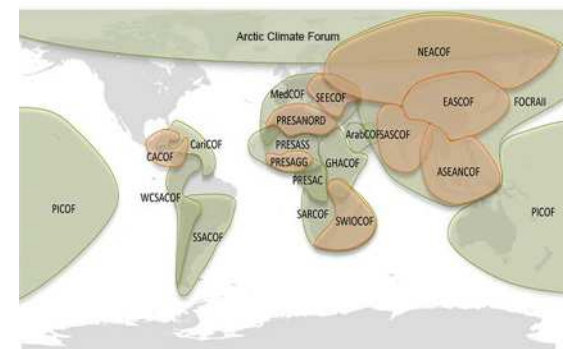 Arctic Climate Forum
NEACOF
MedCOF
SEECOF
EASCOF
FOCRAII
PRESANORD
CariCOF
CACOF
PRESASS
ArabCOF
SASCOF
PRESAGG
GHACOF
ASEANCOF
PRESAC
WCSACOF
PICOF
SARCOF
SWIOCOF
PICOF
SSACOF